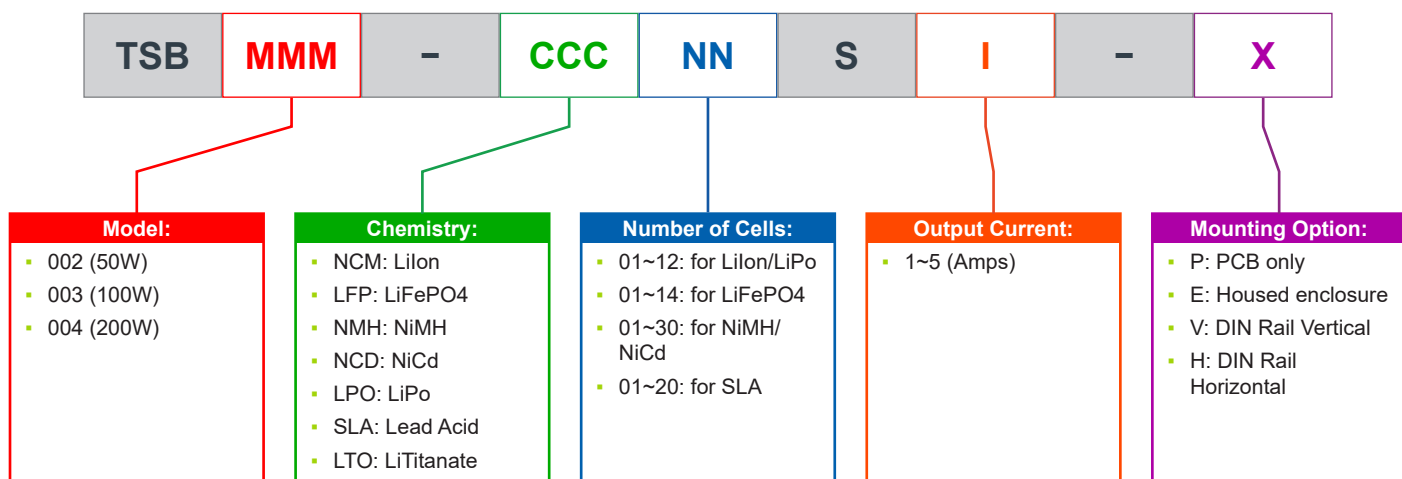 TSB MMM – CCC NN S I – X
Model:
002 (50W)
003 (100W)
004 (200W)
Chemistry:
NCM: LiIon
LFP: LiFePO4
NMH: NiMH
NCD: NiCd
LPO: LiPo
SLA: Lead Acid
LTO: LiTitanate
Number of Cells:
01~12: for LiIon/LiPo
01~14: for LiFePO4
01~30: for NiMH/
NiCd
01~20: for SLA
Output Current:
1~5 (Amps)
Mounting Option:
P: PCB only
E: Housed enclosure
V: DIN Rail Vertical
H: DIN Rail
Horizontal